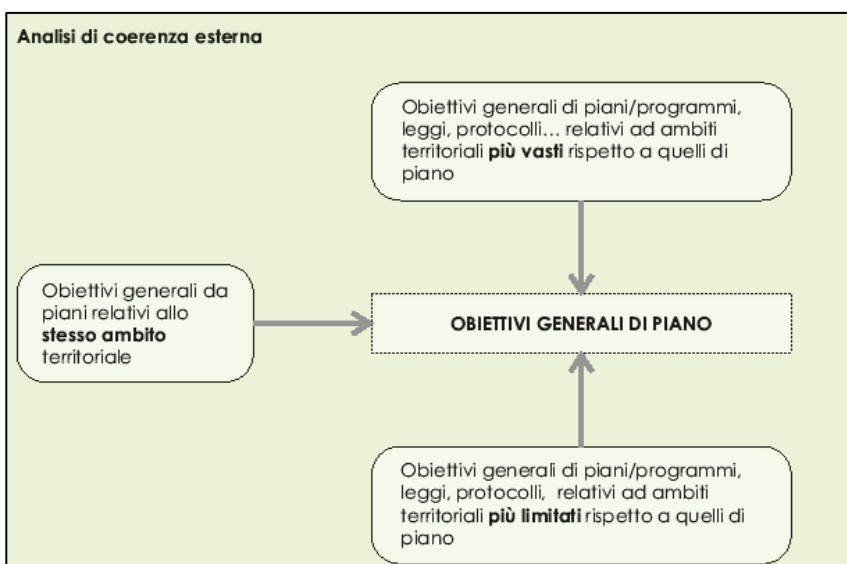 Analisi di coerenza esterna
Obiettivi generali di piani/programmi,
leggi, protocolli... relativi ad ambiti
territoriali più vasti rispetto a quelli di
piano
Obiettivi generali da
piani relativi allo
stesso ambito
territoriale
OBIETTIVI GENERALI DI PIANO
Obiettivi generali di piani/programmi,
leggi, protocolli, relativi ad ambiti
territoriali più limitati rispetto a quelli di
piano